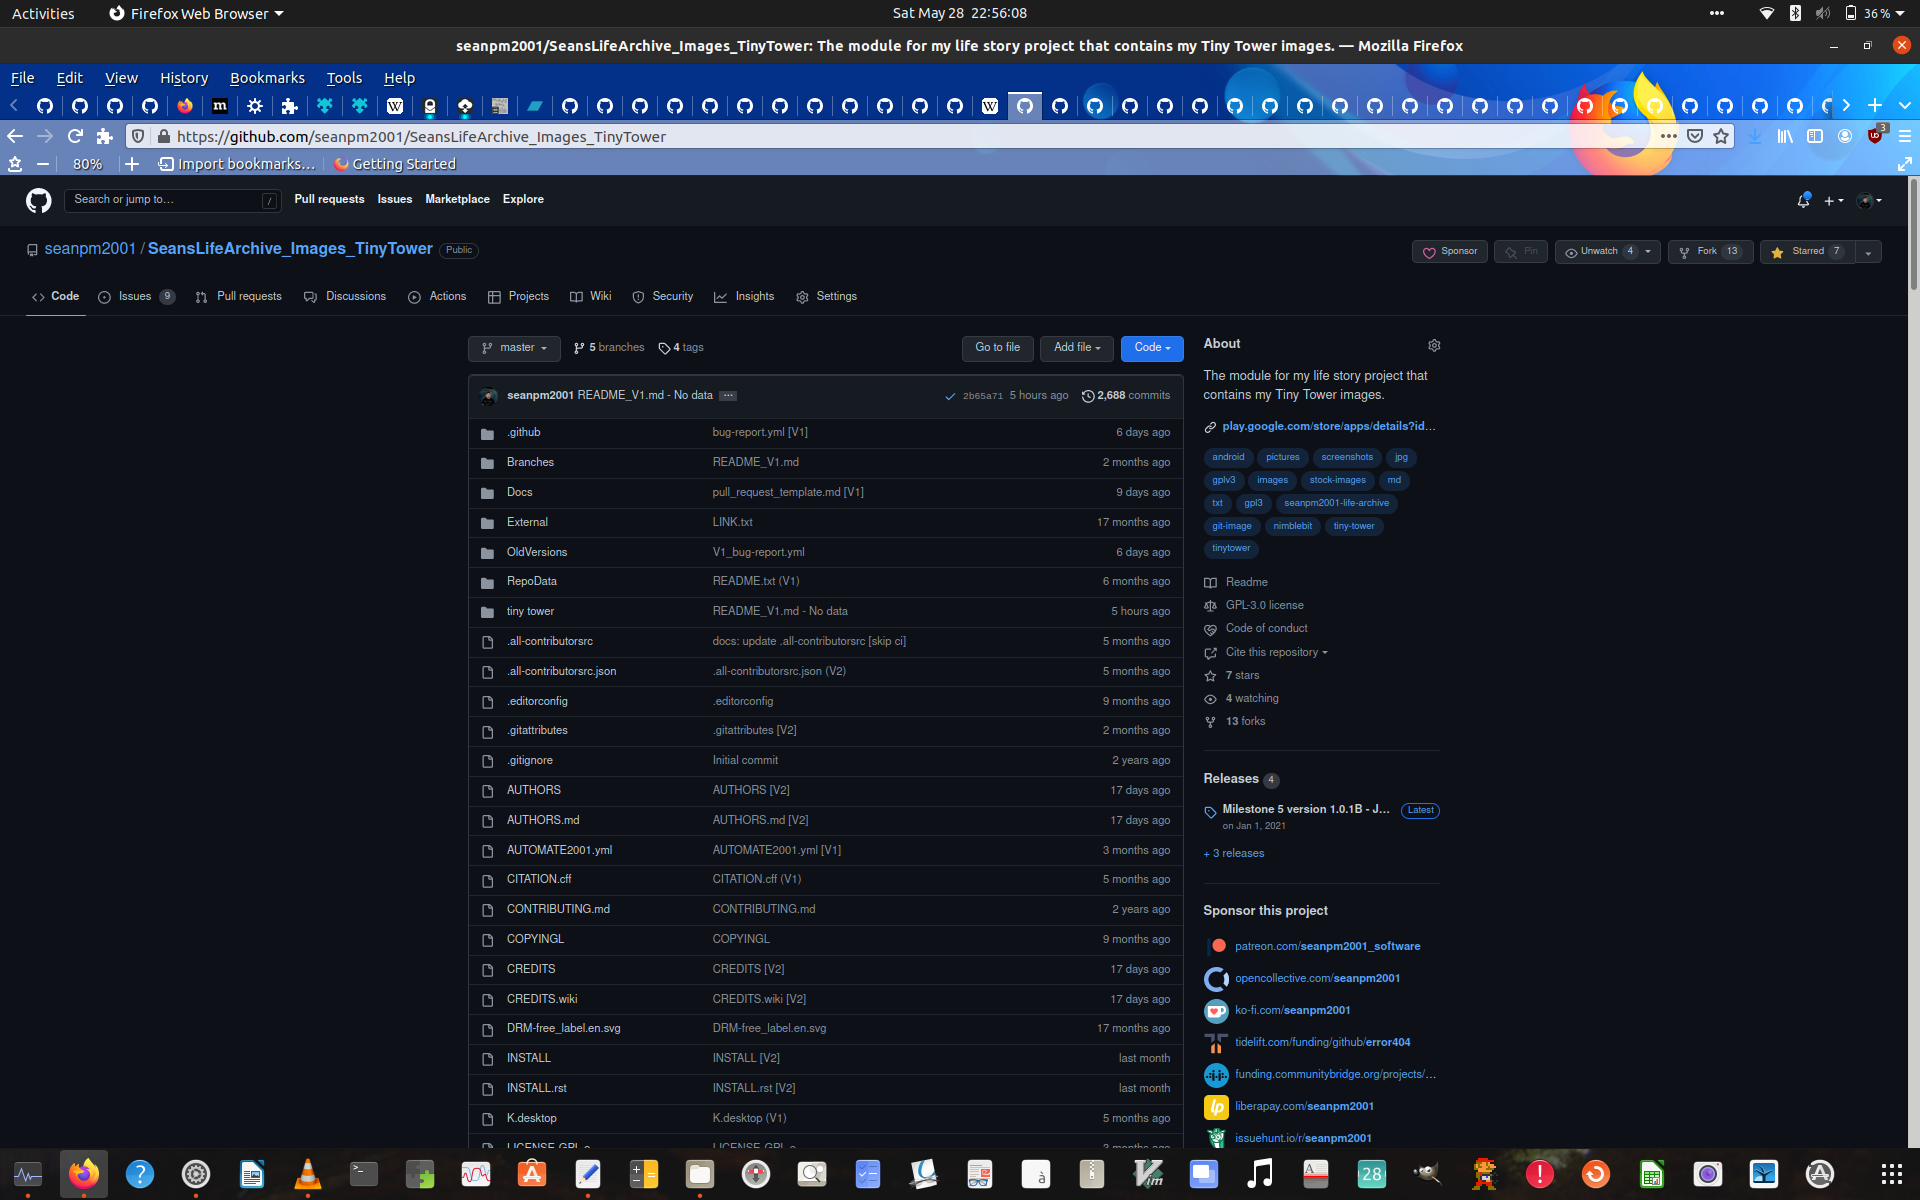 Activities Firefox Web Browser Sat May 28 22:56:08 36 %
seanpm2001/SeansLifeArchive_Images_TinyTower: The module for my life story project that contains my Tiny Tower images. — Mozilla Firefox
File Edit View History Bookmarks Tools Help
https://github.com/seanpm2001/SeansLifeArchive_Images_TinyTower 3
80% Import bookmarks... Getting Started
Search or jump to... / Pull requests Issues Marketplace Explore
seanpm2001 / SeansLifeArchive_Images_TinyTower Public Sponsor Pin Unwatch 4 Fork 13 Starred 7
Code Issues 9 Pull requests Discussions Actions Projects Wiki Security Insights Settings
master 5 branches 4 tags Go to file Add file Code
seanpm2001 README_V1.md - No data ... 2b65a71 5 hours ago 2,688 commits
.github bug-report.yml [V1] 6 days ago
Branches README_V1.md 2 months ago
Docs pull_request_template.md [V1] 9 days ago
External LINK.txt 17 months ago
OldVersions V1_bug-report.yml 6 days ago
RepoData README.txt (V1) 6 months ago
tiny tower README_V1.md - No data 5 hours ago
.all-contributorsrc docs: update .all-contributorsrc [skip ci] 5 months ago
.all-contributorsrc.json .all-contributorsrc.json (V2) 5 months ago
.editorconfig .editorconfig 9 months ago
.gitattributes .gitattributes [V2] 2 months ago
.gitignore Initial commit 2 years ago
AUTHORS AUTHORS [V2] 17 days ago
AUTHORS.md AUTHORS.md [V2] 17 days ago
AUTOMATE2001.yml AUTOMATE2001.yml [V1] 3 months ago
CITATION.cff CITATION.cff (V1) 5 months ago
CONTRIBUTING.md CONTRIBUTING.md 2 years ago
COPYINGL COPYINGL 9 months ago
CREDITS CREDITS [V2] 17 days ago
CREDITS.wiki CREDITS.wiki [V2] 17 days ago
DRM-free_label.en.svg DRM-free_label.en.svg 17 months ago
INSTALL INSTALL [V2] last month
INSTALL.rst INSTALL.rst [V2] last month
K.desktop K.desktop (V1) 5 months ago
About
The module for my life story project that
contains my Tiny Tower images.
play.google.com/store/apps/details?id...
android pictures screenshots jpg
gplv3 images stock-images md
txt gpl3 seanpm2001-life-archive
git-image nimblebit tiny-tower
tinytower
Readme
GPL-3.0 license
Code of conduct
Cite this repository
7 stars
4 watching
13 forks
Releases 4
Milestone 5 version 1.0.1B - J... Latest
on Jan 1, 2021
+ 3 releases
Sponsor this project
patreon.com/seanpm2001_software
opencollective.com/seanpm2001
ko-fi.com/seanpm2001
tidelift.com/funding/github/error404
funding.communitybridge.org/projects/...
liberapay.com/seanpm2001
issuehunt.io/r/seanpm2001
28